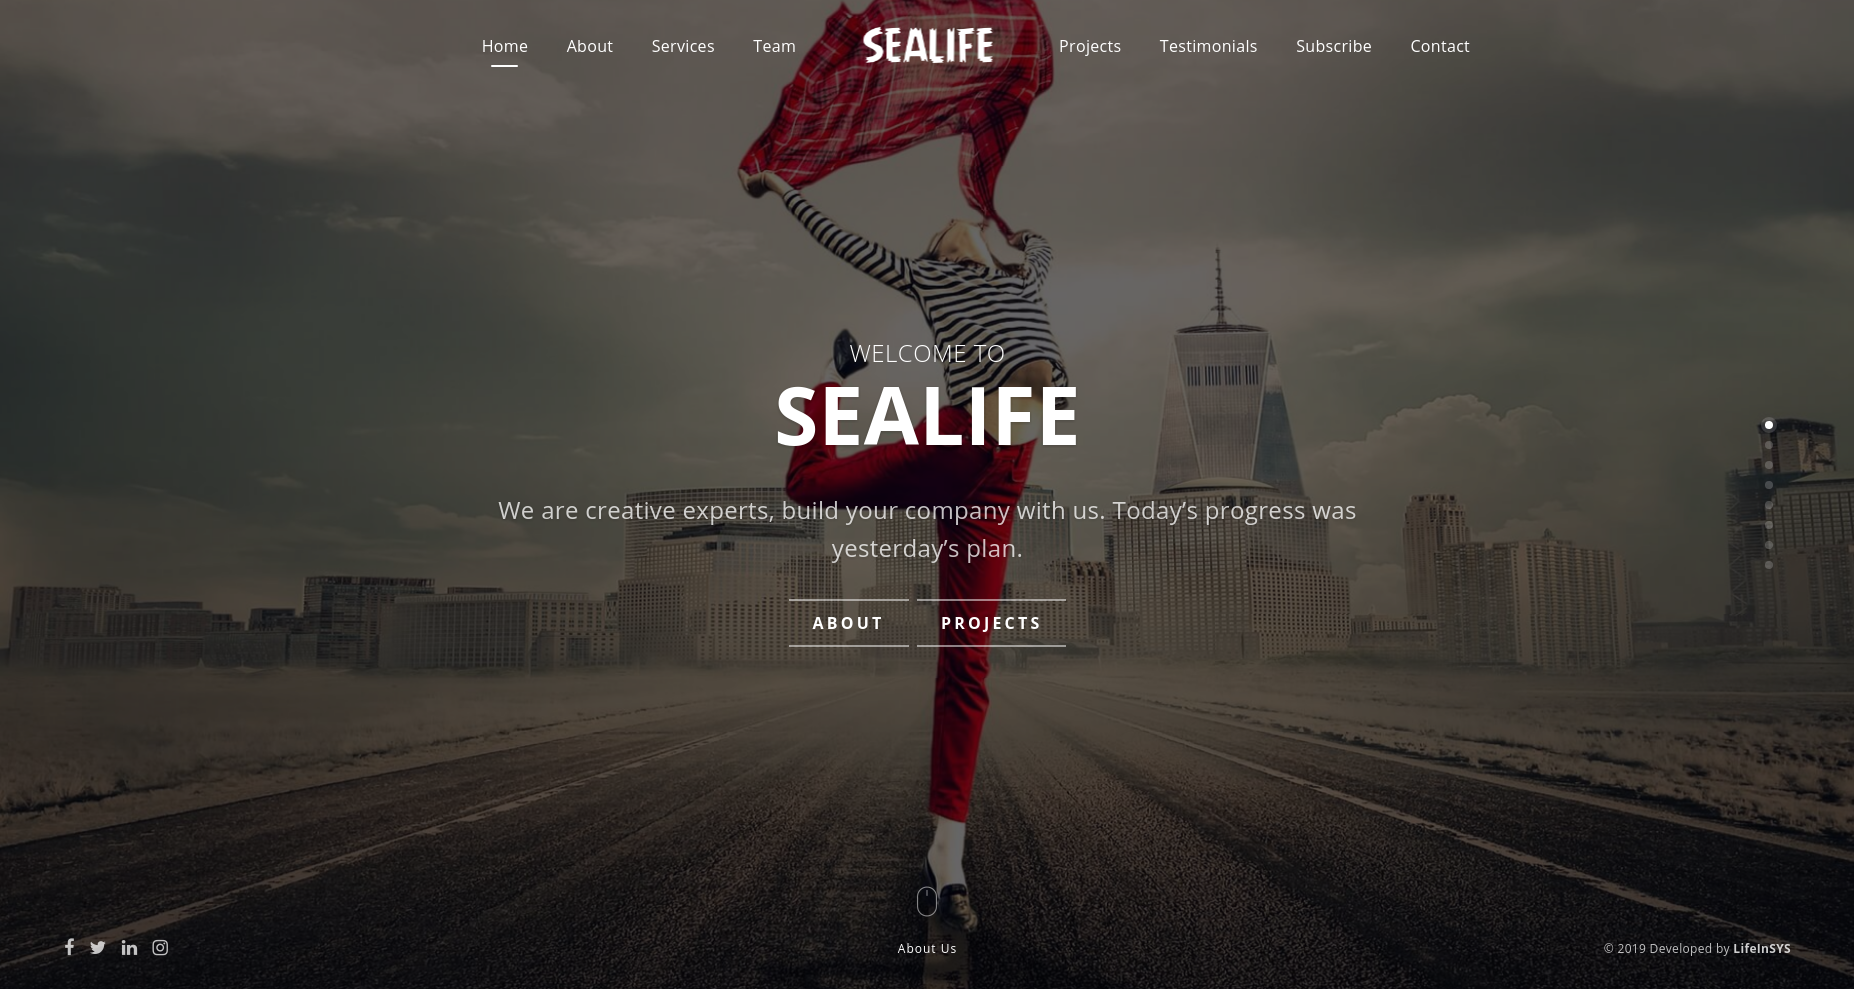 Home About Services Team SEALIFE Projects Testimonials Subscribe Contact
WELCOME TO
SEALIFE
We are creative experts, build your company with us. Today’s progress was
yesterday’s plan.
ABOUT PROJECTS
About Us
© 2019 Developed by LifeInSYS